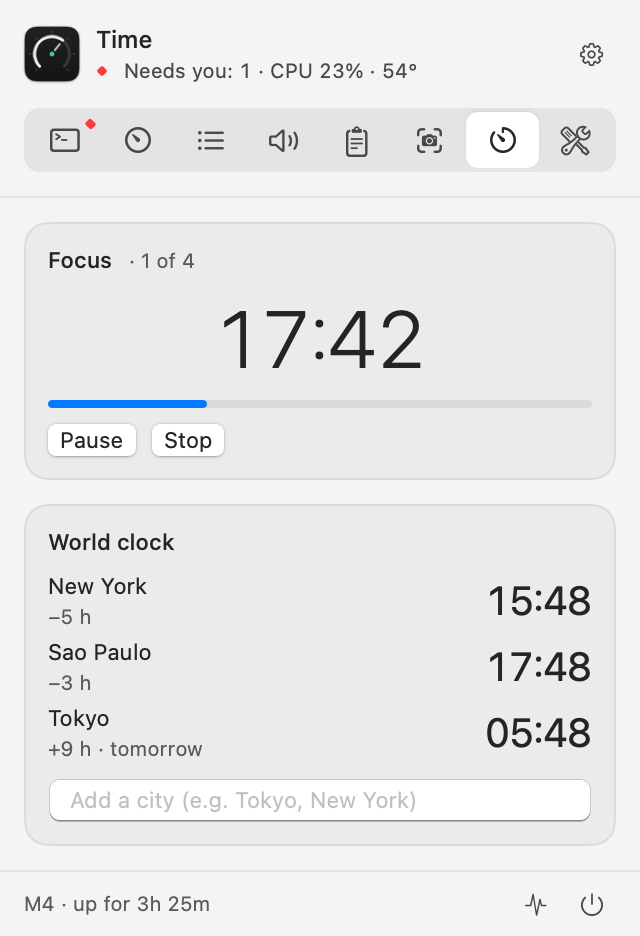 Time
Needs you: 1 · CPU 23% · 54°
Focus · 1 of 4
17:42
Pause Stop
World clock
New York 15:48
−5 h
Sao Paulo 17:48
−3 h
Tokyo 05:48
+9 h · tomorrow
Add a city (e.g. Tokyo, New York)
M4 · up for 3h 25m